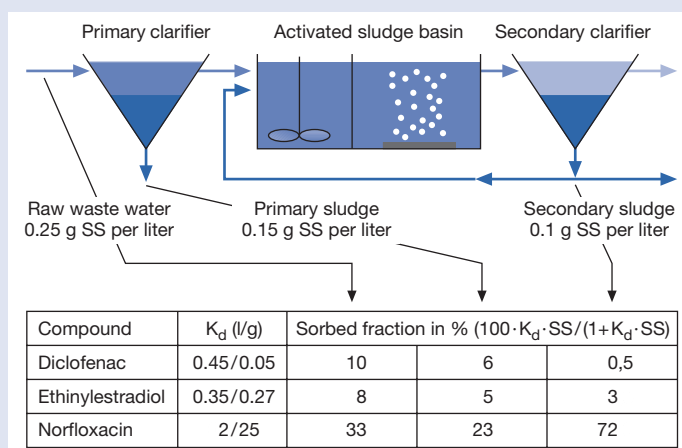 Primary clarifier Activated sludge basin Secondary clarifier
Raw waste water Primary sludge Secondary sludge
0.25 g SS per liter 0.15 g SS per liter 0.1 g SS per liter
Compound K_d (l/g) Sorbed fraction in % (100·K_d·SS/(1+K_d·SS)
Diclofenac 0.45/0.05 10 6 0,5
Ethinylestradiol 0.35/0.27 8 5 3
Norfloxacin 2/25 33 23 72